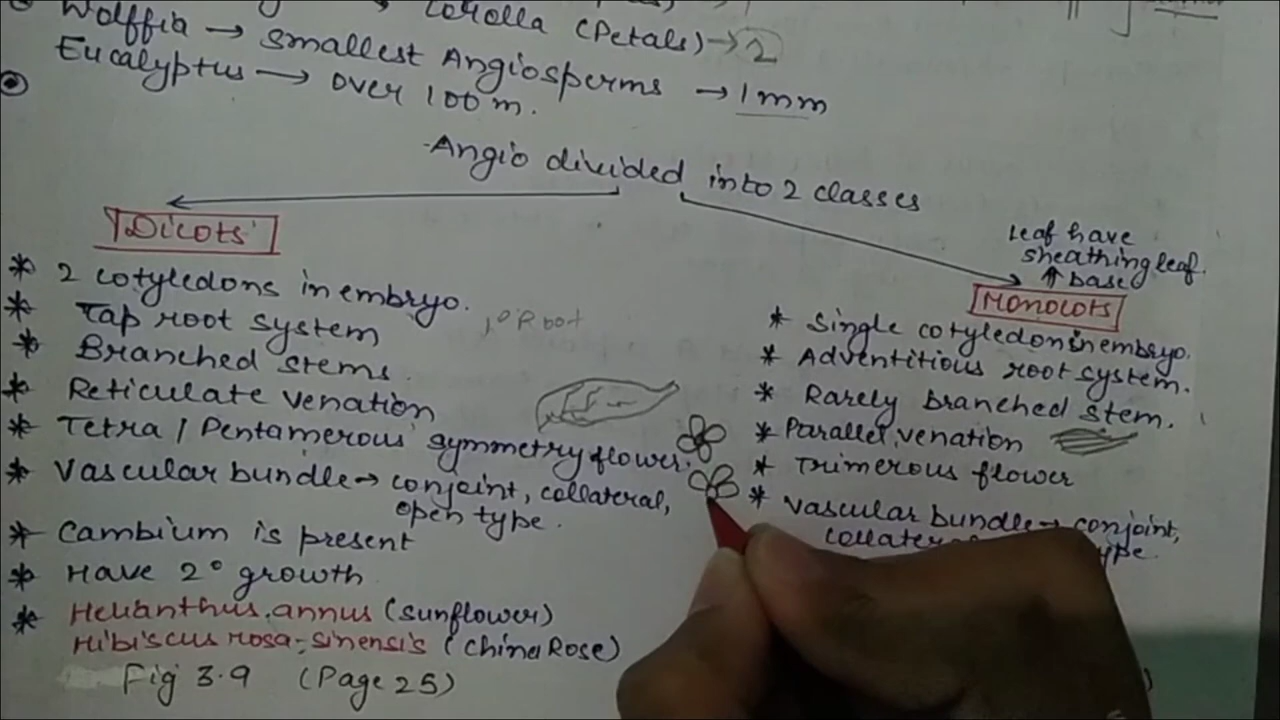 Corolla (Petals) → 2
Wolffia → smallest Angiosperms → 1mm
Eucalyptus → over 100 m.
Angio divided into 2 classes
Dicots
* 2 cotyledons in embryo.
* Tap root system
1° Root
* Branched stems.
* Reticulate venation
* Tetra / Pentamerous symmetry flower.
* Vascular bundle → conjoint, collateral,
open type.
* Cambium is present
* Have 2° growth
* Helianthus annus (sunflower)
Hibiscus rosa-sinensis (China Rose)
Fig 3.9 (Page 25)
Leaf have
sheathing leaf.
base
Monocots
* Single cotyledon in embryo.
* Adventitious root system.
* Rarely branched stem.
* Parallel venation
* Trimerous flower
* Vascular bundle → conjoint,